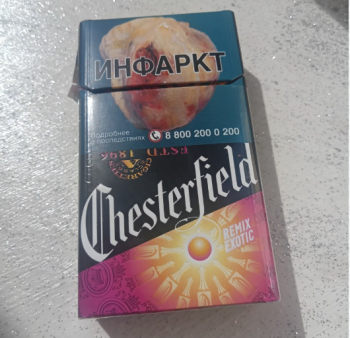 ИНФАРКТ
Подробнее
о последствиях 8 800 200 0 200
ESTD 1896
Chesterfield
REMIX
EXOTIC